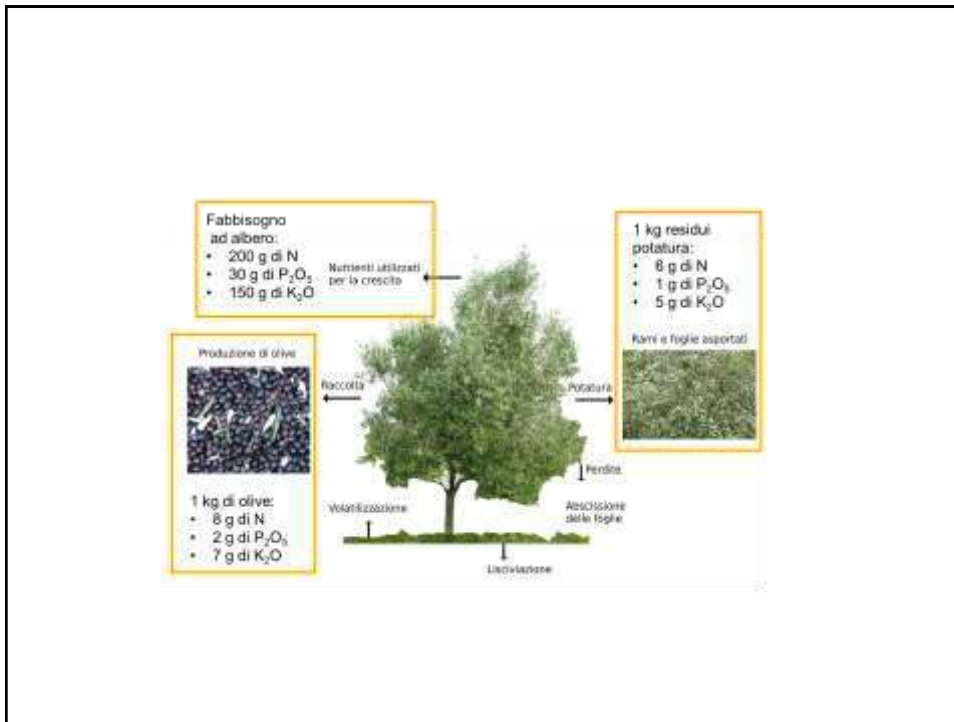 Fabbisogno
ad albero:
• 200 g di N
• 30 g di P₂O₅
• 150 g di K₂O
Nutrienti utilizzati
per la crescita
1 kg residui
potatura:
• 6 g di N
• 1 g di P₂O₅
• 5 g di K₂O
Rami e foglie asportati
Produzione di olive
Raccolta
Potatura
1 kg di olive:
• 8 g di N
• 2 g di P₂O₅
• 7 g di K₂O
Volatilizzazione
Perdite
Abscissione
delle foglie
Lisciviazione